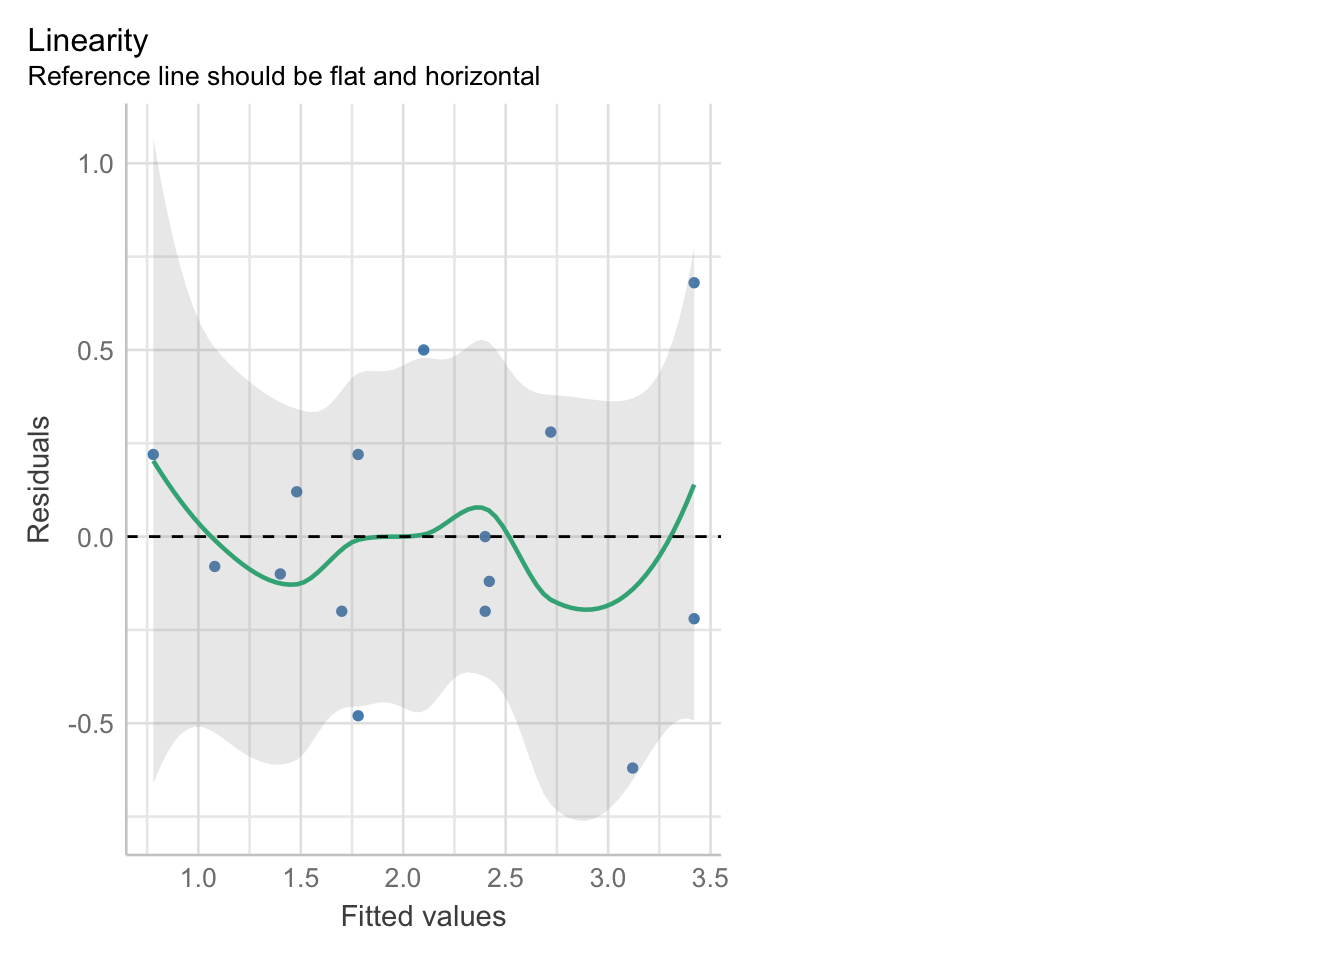 Linearity
Reference line should be flat and horizontal
1.0
0.5
0.0
-0.5
Residuals
1.0 1.5 2.0 2.5 3.0 3.5
Fitted values